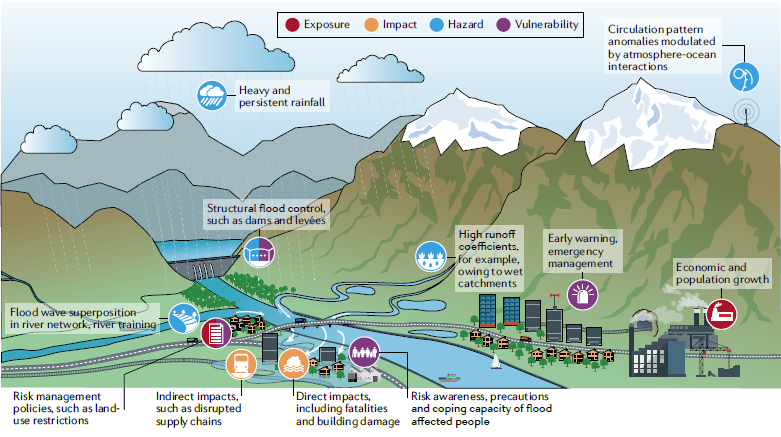 Exposure
Impact
Hazard
Vulnerability
Circulation pattern
anomalies modulated
by atmosphere-ocean
interactions
Heavy and
persistent rainfall
Structural flood control,
such as dams and levées
High runoff
coefficients,
for example,
owing to wet
catchments
Early warning,
emergency
management
Economic and
population growth
Flood wave superposition
in river network, river training
Risk management
policies, such as land-
use restrictions
Indirect impacts,
such as disrupted
supply chains
Direct impacts,
including fatalities
and building damage
Risk awareness, precautions
and coping capacity of flood
affected people